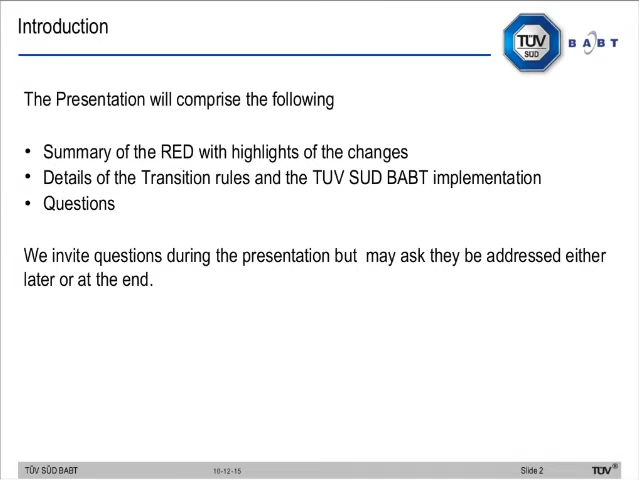 Introduction
TÜV
SÜD
BABT
The Presentation will comprise the following
• Summary of the RED with highlights of the changes
• Details of the Transition rules and the TUV SUD BABT implementation
• Questions
We invite questions during the presentation but  may ask they be addressed either
later or at the end.
TÜV SÜD BABT 10-12-15 Slide 2 TÜV®